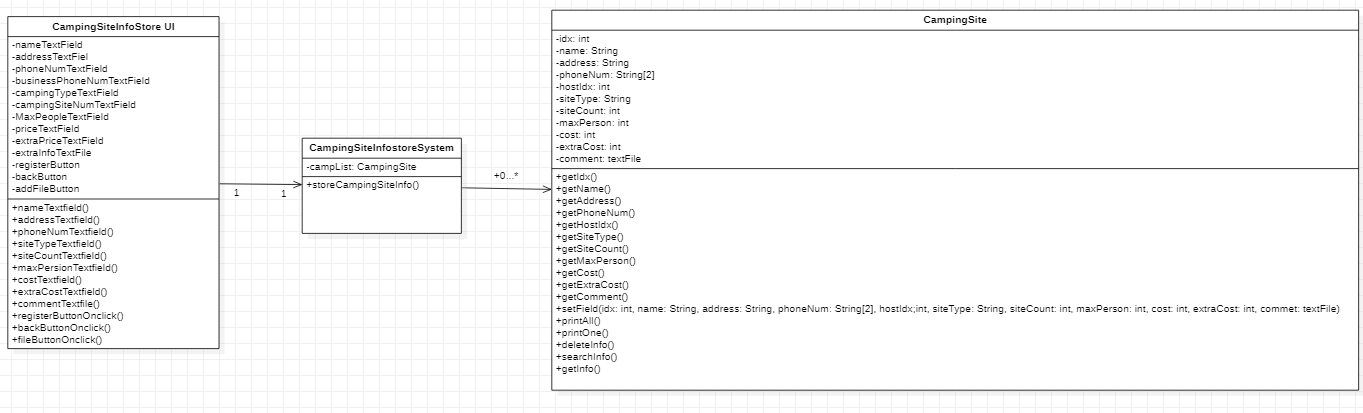 CampingSiteInfoStore UI
-nameTextField
-addressTextFiel
-phoneNumTextField
-businessPhoneNumTextField
-campingTypeTextField
-campingSiteNumTextField
-MaxPeopleTextField
-priceTextField
-extraPriceTextField
-extraInfoTextFile
-registerButton
-backButton
-addFileButton
+nameTextfield()
+addressTextfield()
+phoneNumTextfield()
+siteTypeTextfield()
+siteCountTextfield()
+maxPersionTextfield()
+costTextfield()
+extraCostTextfield()
+commentTextfile()
+registerButtonOnclick()
+backButtonOnclick()
+fileButtonOnclick()
1
1
CampingSiteInfostoreSystem
-campList: CampingSite
+storeCampingSiteInfo()
+0...*
CampingSite
-idx: int
-name: String
-address: String
-phoneNum: String[2]
-hostIdx: int
-siteType: String
-siteCount: int
-maxPerson: int
-cost: int
-extraCost: int
-comment: textFile
+getIdx()
+getName()
+getAddress()
+getPhoneNum()
+getHostIdx()
+getSiteType()
+getSiteCount()
+getMaxPerson()
+getCost()
+getExtraCost()
+getComment()
+setField(idx: int, name: String, address: String, phoneNum: String[2], hostIdx;int, siteType: String, siteCount: int, maxPerson: int, cost: int, extraCost: int, commet: textFile)
+printAll()
+printOne()
+deleteInfo()
+searchInfo()
+getInfo()